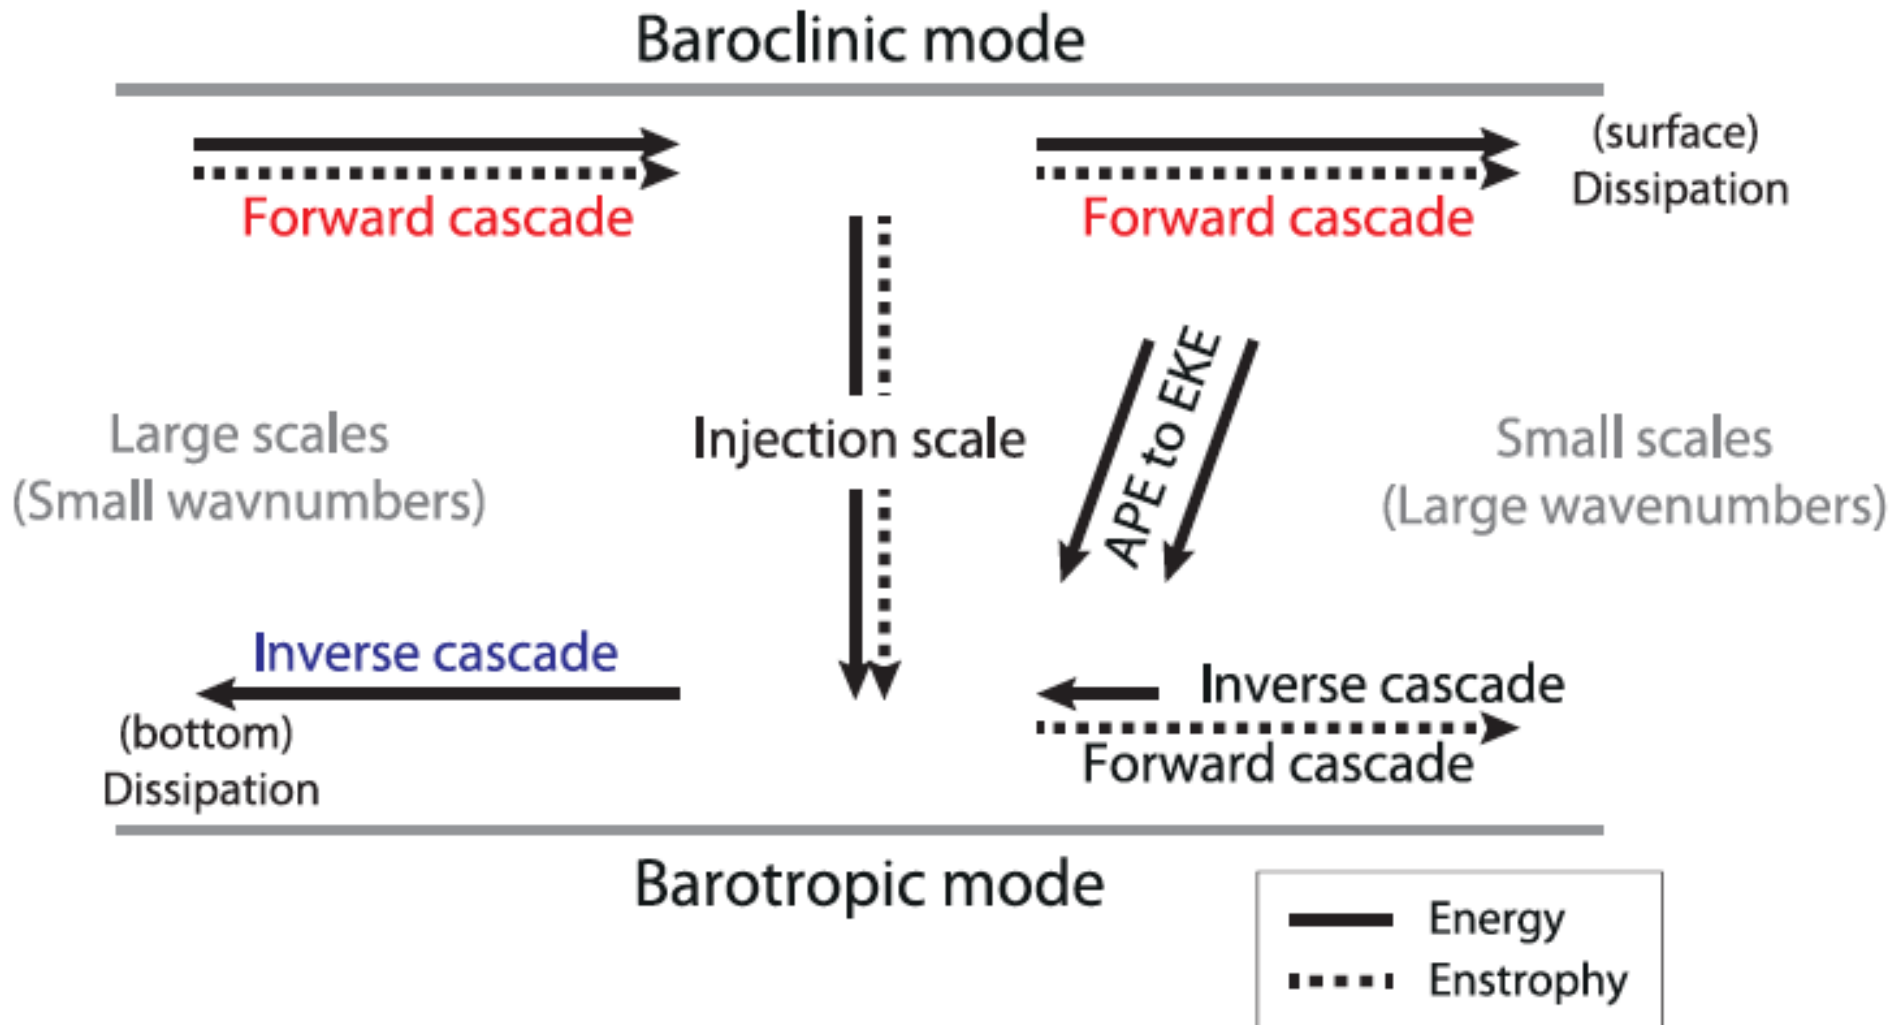 Baroclinic mode
(surface)
Dissipation
Forward cascade
Forward cascade
APE to EKE
Large scales
(Small wavnumbers)
Injection scale
Small scales
(Large wavenumbers)
Inverse cascade
Inverse cascade
(bottom)
Dissipation
Forward cascade
Barotropic mode
Energy
Enstrophy